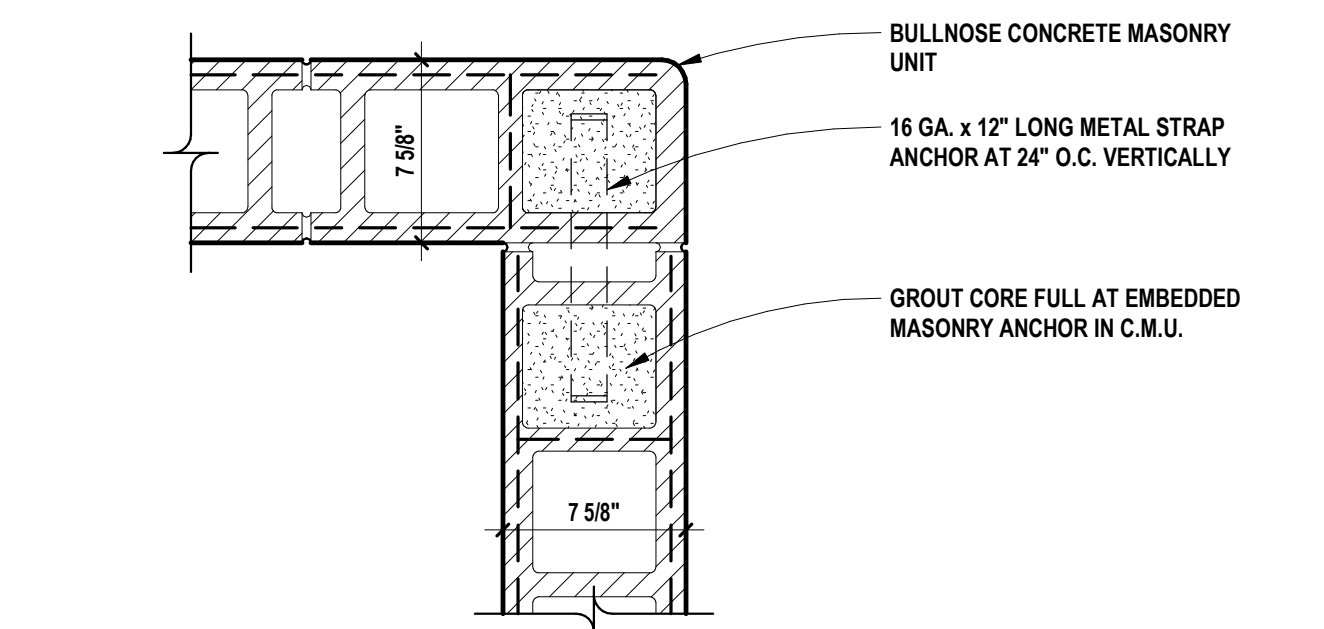 BULLNOSE CONCRETE MASONRY
UNIT
16 GA. x 12" LONG METAL STRAP
ANCHOR AT 24" O.C. VERTICALLY
7 5/8"
GROUT CORE FULL AT EMBEDDED
MASONRY ANCHOR IN C.M.U.
7 5/8"